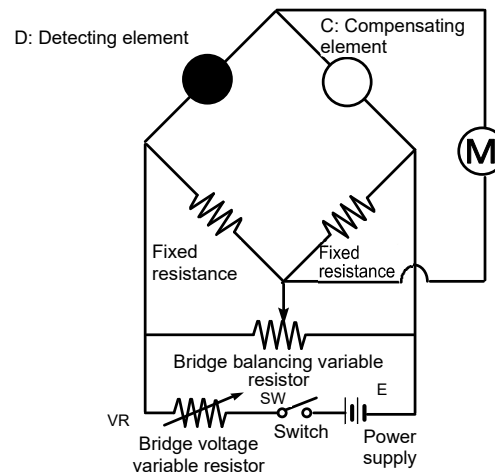 D: Detecting element
C: Compensating
element
M
Fixed
resistance
Fixed
resistance
Bridge balancing variable
resistor
SW
E
VR
Switch
Power
supply
Bridge voltage
variable resistor